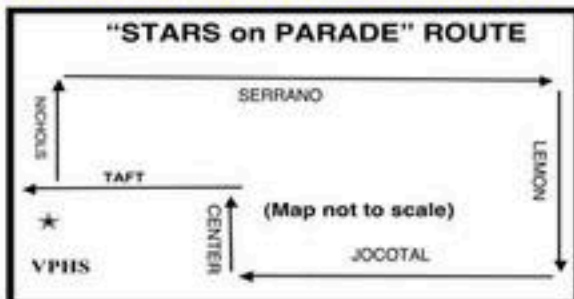 “STARS on PARADE” ROUTE
SERRANO
NICHOLS
LEMON
TAFT
CENTER
(Map not to scale)
VPHS
JOCOTAL